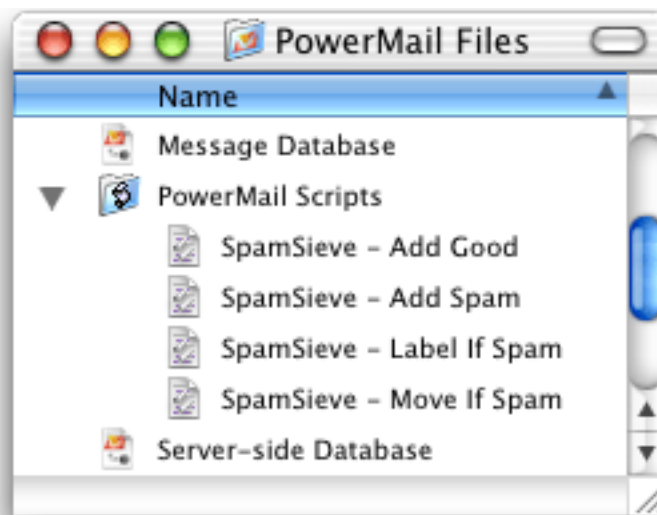 PowerMail Files
Name
Message Database
PowerMail Scripts
SpamSieve – Add Good
SpamSieve – Add Spam
SpamSieve – Label If Spam
SpamSieve – Move If Spam
Server-side Database